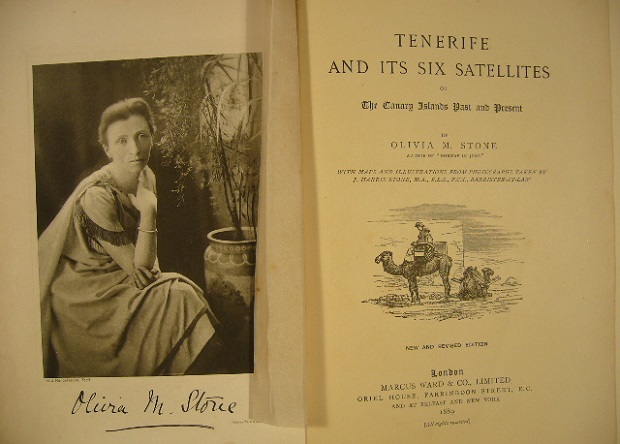 Olivia M. Stone
TENERIFE
AND ITS SIX SATELLITES
OR
The Canary Islands Past and Present
BY
OLIVIA M. STONE
AUTHOR OF "NORWAY IN JUNE"
WITH MAPS AND ILLUSTRATIONS FROM PHOTOGRAPHS TAKEN BY
J. HARRIS STONE, M.A., F.L.S., F.C.S., BARRISTER-AT-LAW
NEW AND REVISED EDITION
London
MARCUS WARD & CO., LIMITED
ORIEL HOUSE, FARRINGDON STREET, E.C.
AND AT BELFAST AND NEW YORK
1889
[All rights reserved]